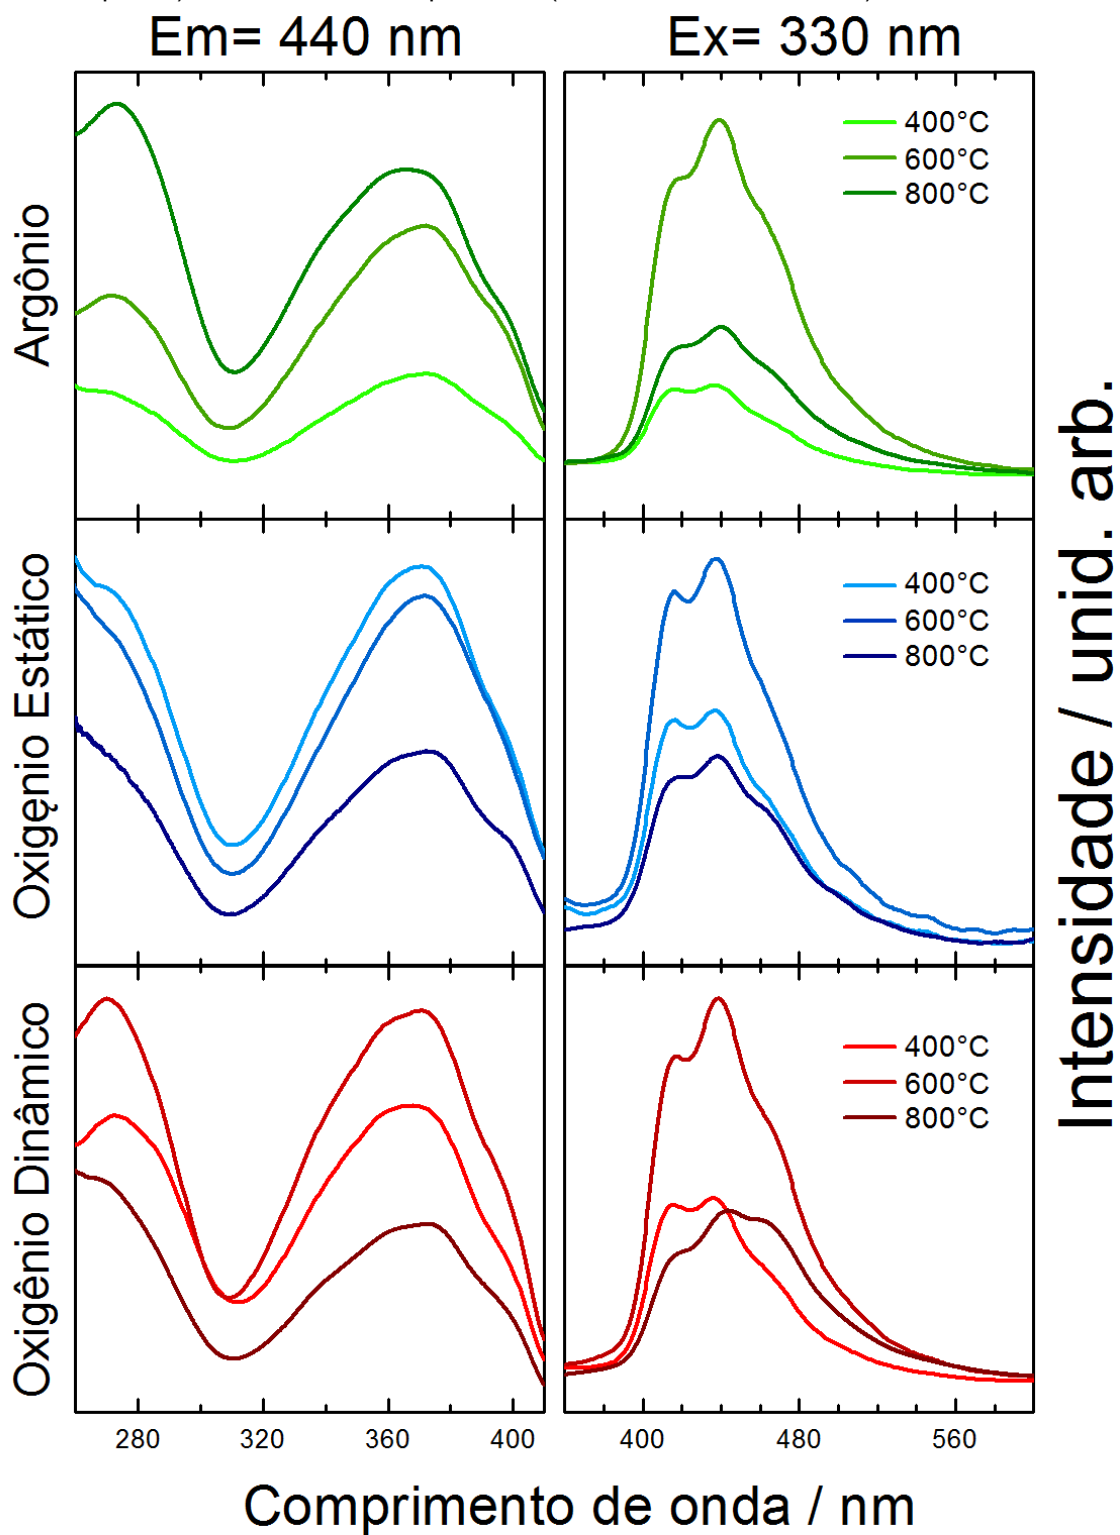 Em= 440 nm
Ex= 330 nm
Argônio
400°C
600°C
800°C
Oxigęnio Estático
400°C
600°C
800°C
Oxigênio Dinâmico
400°C
600°C
800°C
Intensidade / unid. arb.
280 320 360 400
400 480 560
Comprimento de onda / nm